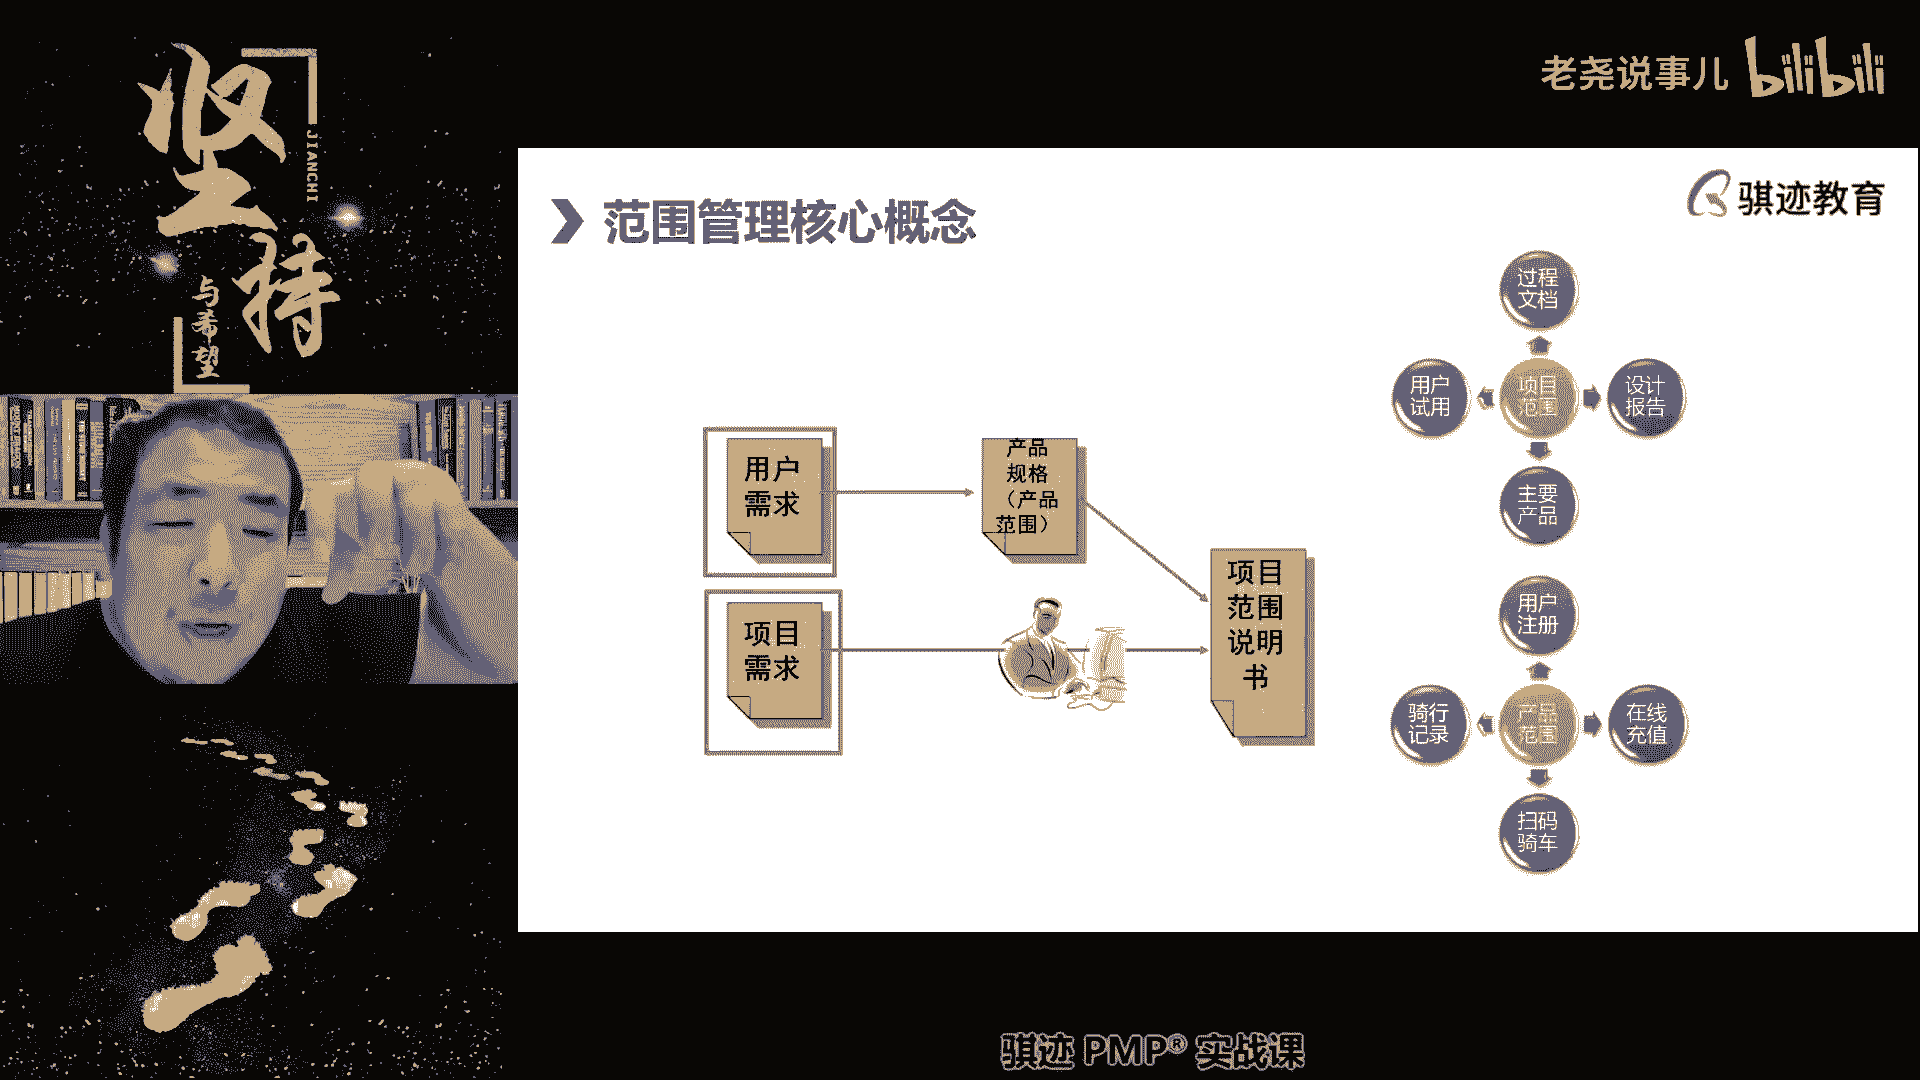 坚
持
JIANCHI
与
希
望
老尧说事儿 bilibili
骐迹教育
范围管理核心概念
用户
需求
产品
规格
（产品
范围）
项目
需求
项目
范围
说明
书
过程
文档
用户
试用
项目
范围
设计
报告
主要
产品
用户
注册
骑行
记录
产品
范围
在线
充值
扫码
骑车
骐迹 PMP® 实战课